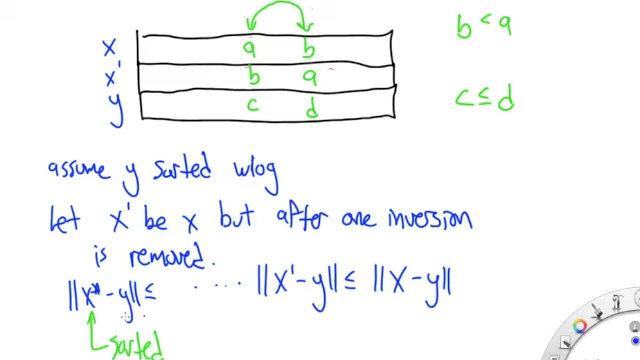 x a b b < a
x' b a
y c d c ≤ d
assume y sorted wlog
Let x' be x but after one inversion
is removed.
||x* - y|| ≤ .... ||x' - y|| ≤ ||x - y||
sorted